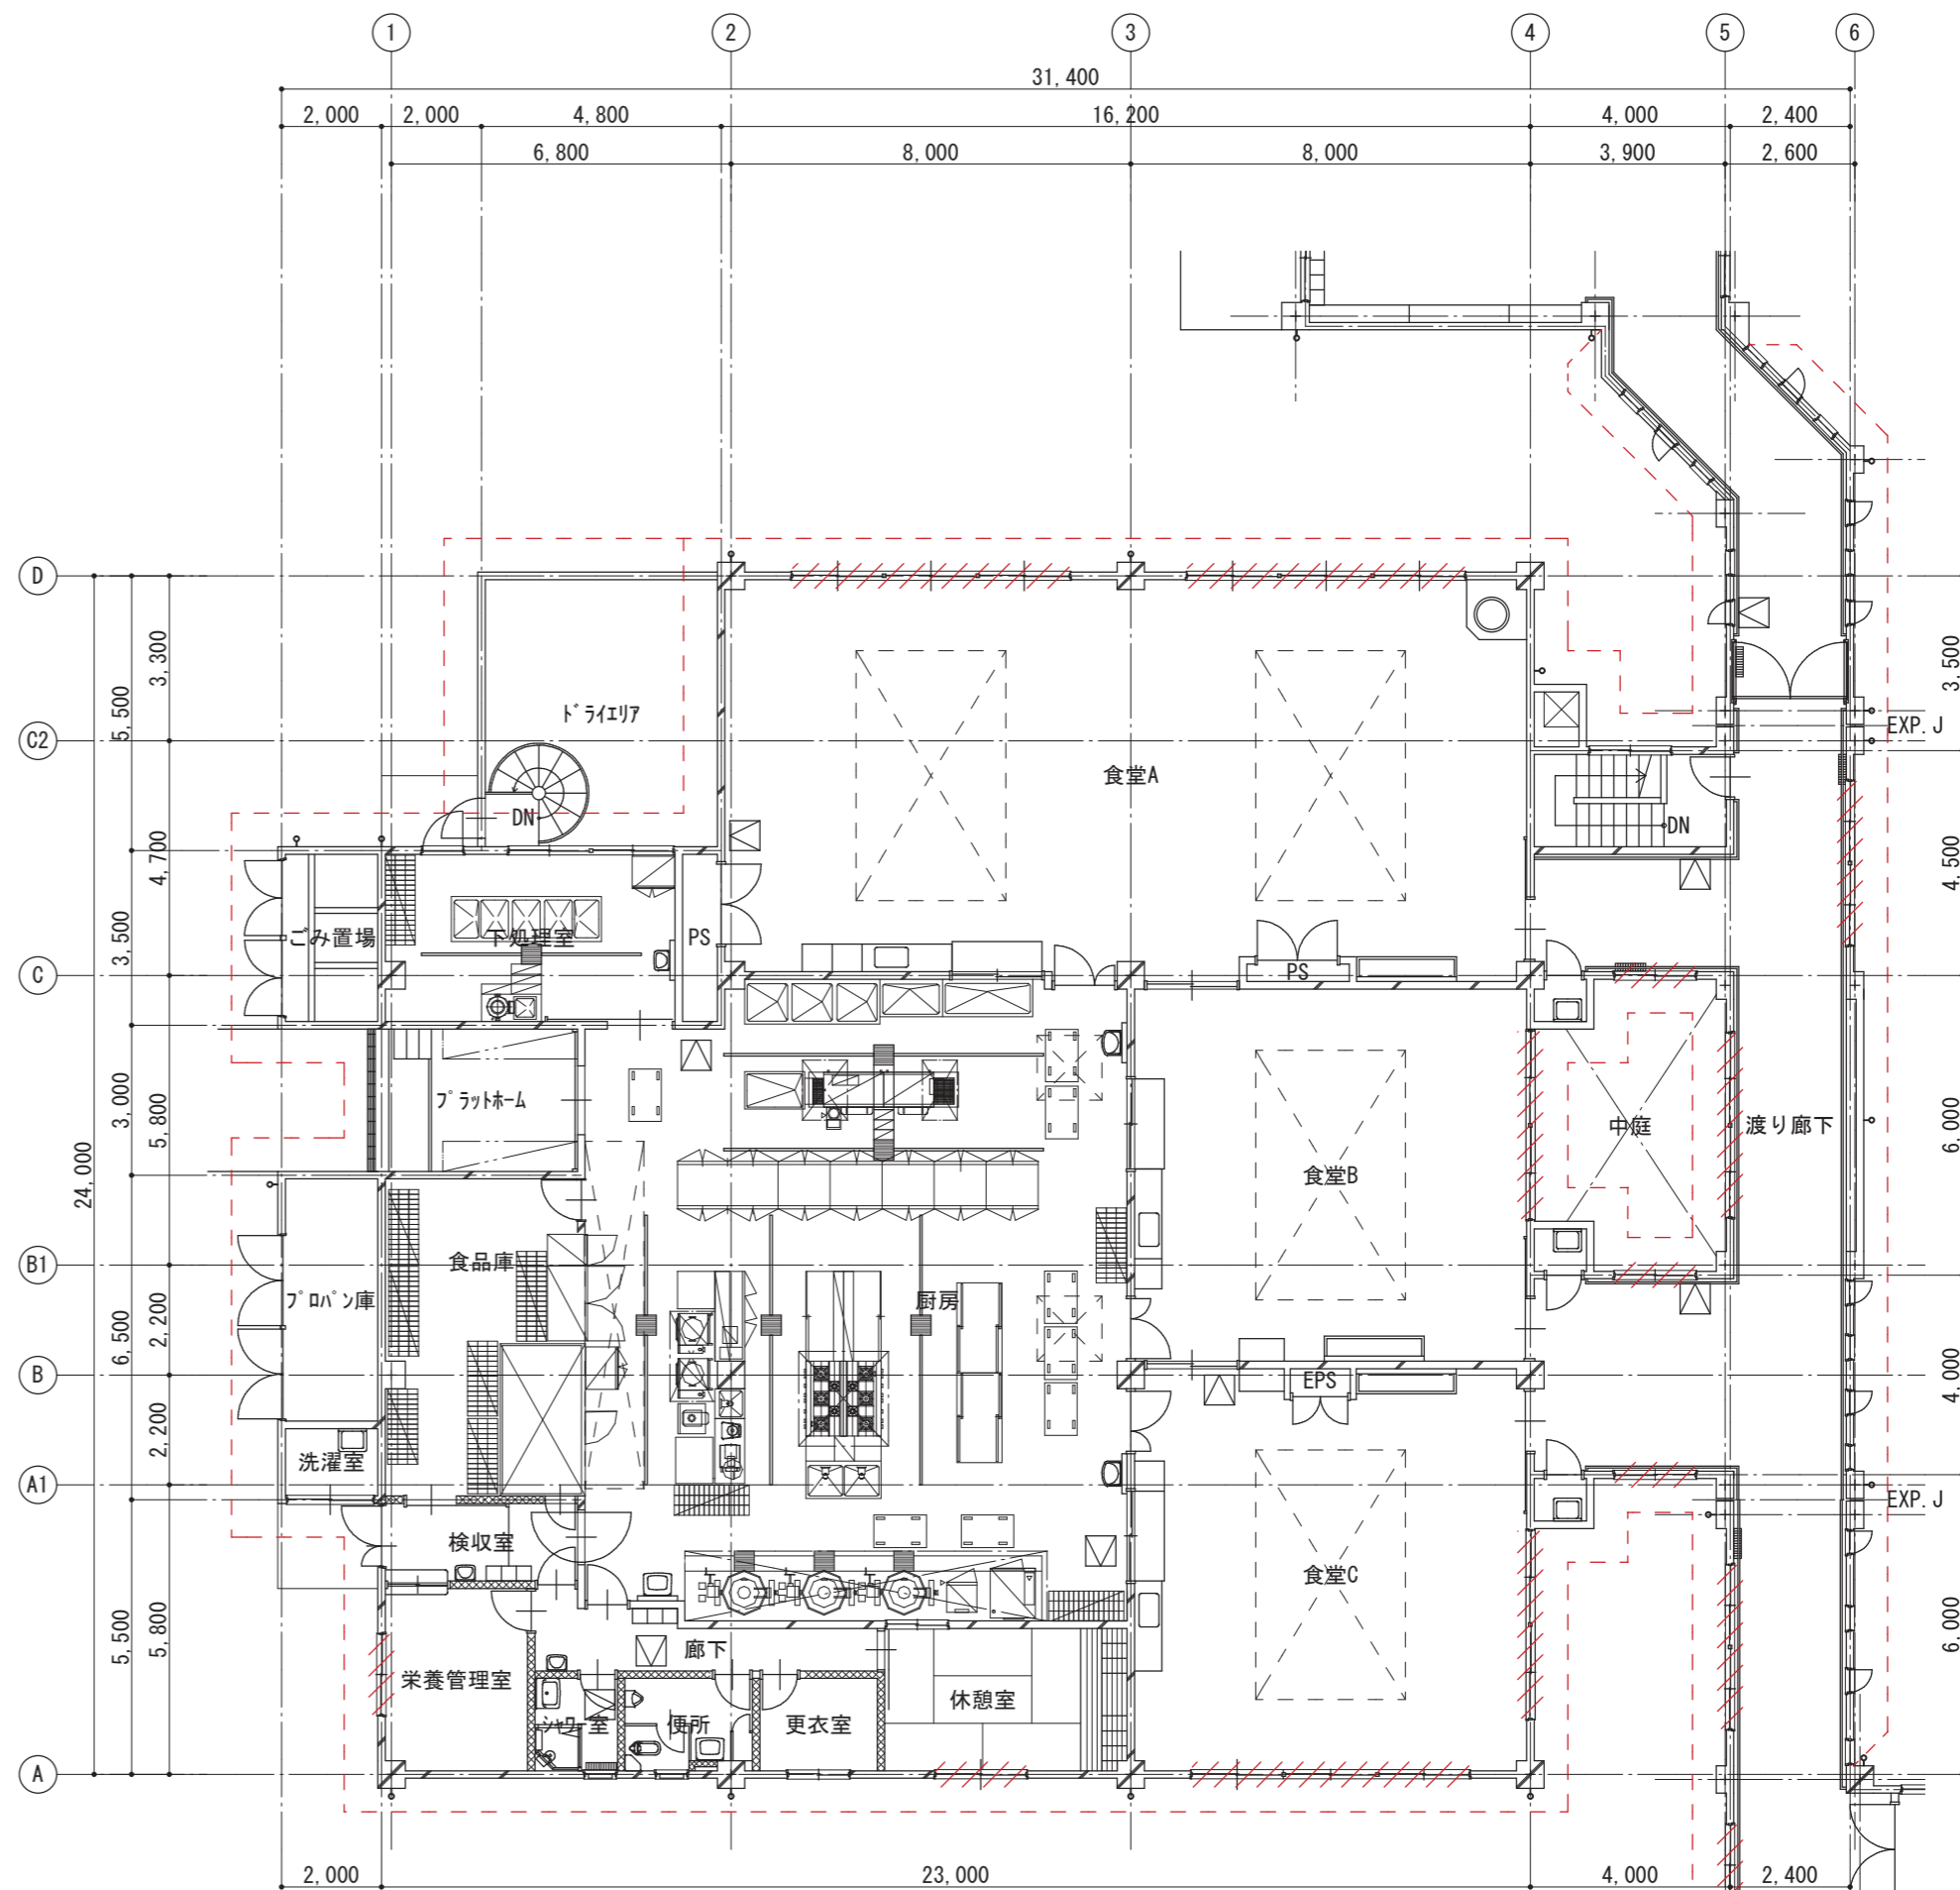 1 2 3 4 5 6
31,400
2,000 2,000 4,800 16,200 4,000 2,400
6,800 8,000 8,000 3,900 2,600
D
3,300
5,500
3,500
ﾄﾞﾗｲｴﾘｱ
C2
EXP.J
食堂A
DN
DN
4,700
4,500
ごみ置場
下処理室
PS
3,500
C
PS
ﾌﾟﾗｯﾄﾎｰﾑ
3,000
5,800
24,000
中庭
渡り廊下
6,000
食堂B
B1
食品庫
ﾌﾟﾛﾊﾟﾝ庫
厨房
6,500
2,200
4,000
B
EPS
2,200
洗濯室
A1
EXP.J
検収室
食堂C
5,500
5,800
6,000
廊下
栄養管理室
休憩室
ｼｬﾜｰ室
便所
更衣室
A
2,000 23,000 4,000 2,400